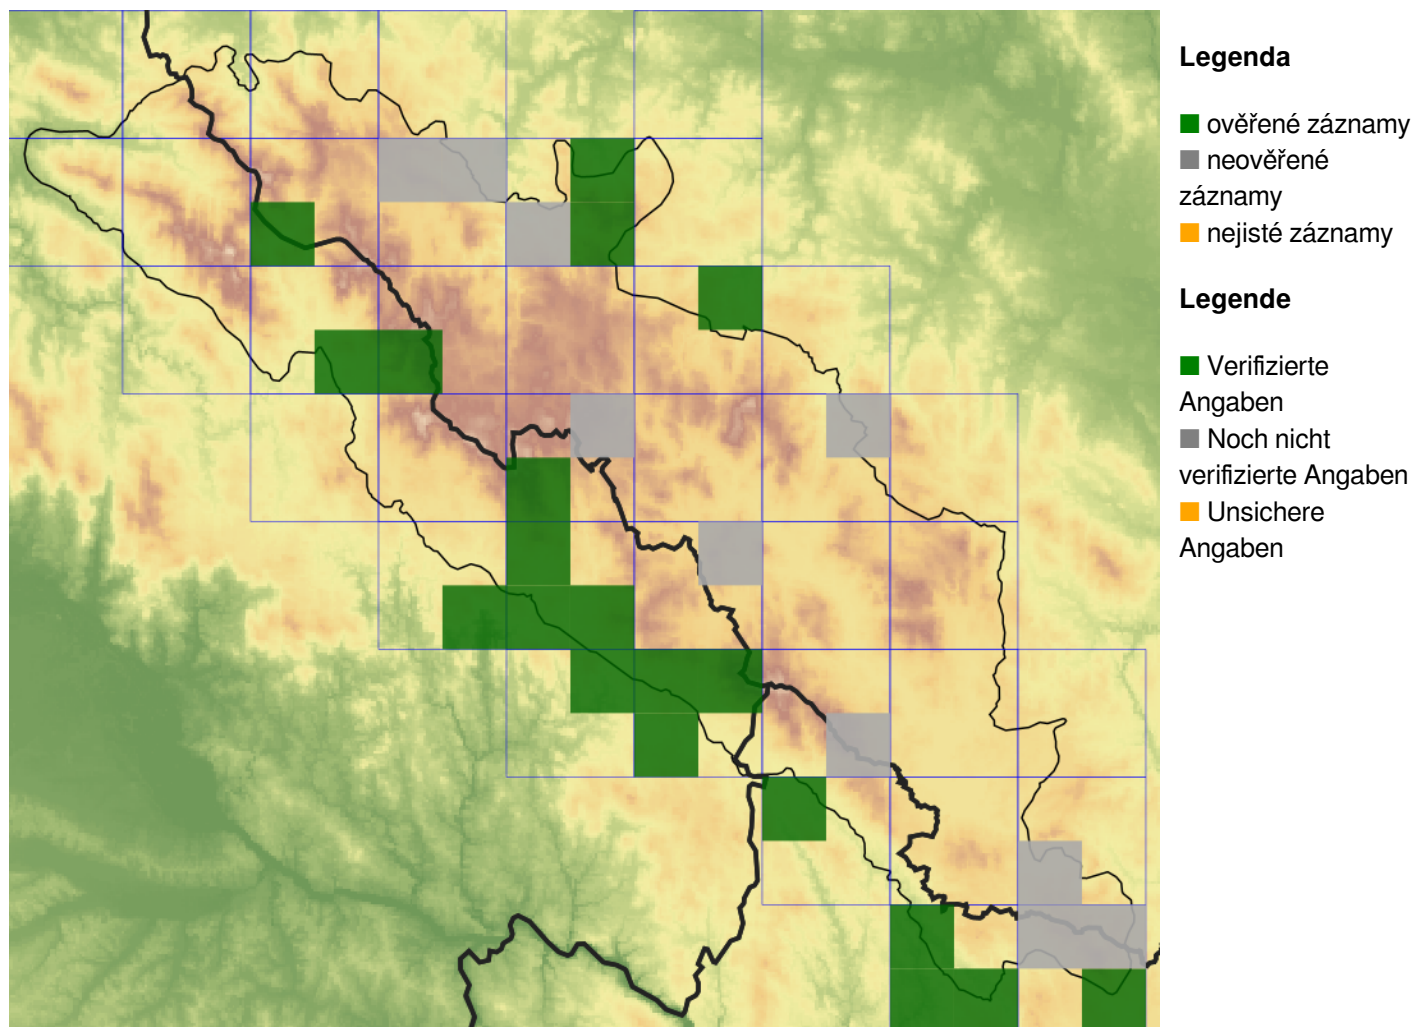 Legenda
ověřené záznamy
neověřené
záznamy
nejisté záznamy
Legende
Verifizierte
Angaben
Noch nicht
verifizierte Angaben
Unsichere
Angaben